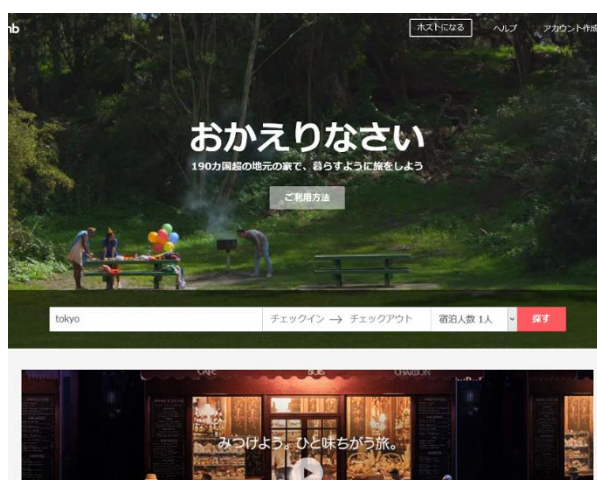 nb
ホストになる ヘルプ アカウント作成
おかえりなさい
190カ国超の地元の家で、暮らすように旅をしよう
ご利用方法
tokyo チェックイン → チェックアウト 宿泊人数 1人 探す
CAFE BOIS CHARBON
みつけよう。ひと味ちがう旅。